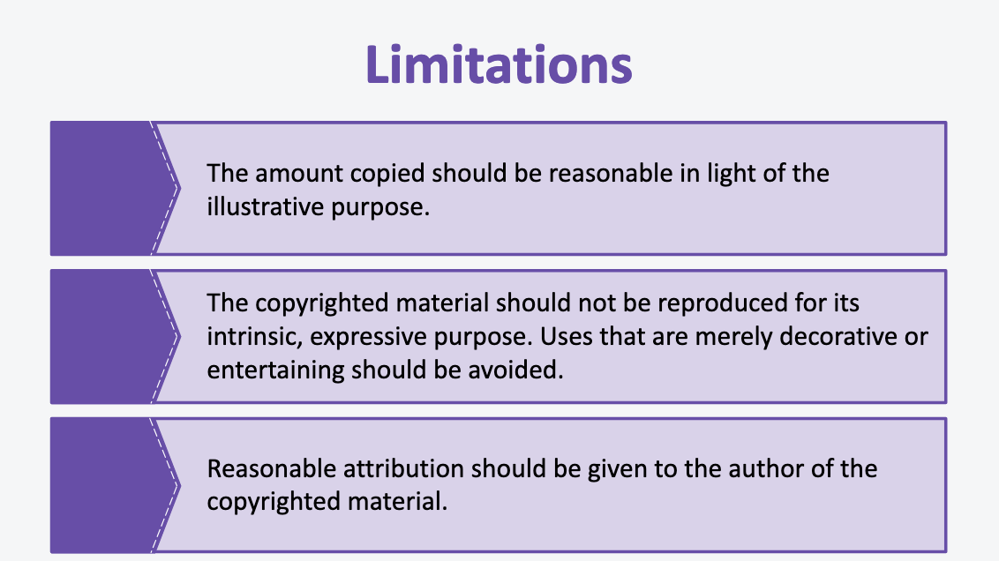 Limitations
The amount copied should be reasonable in light of the
illustrative purpose.
The copyrighted material should not be reproduced for its
intrinsic, expressive purpose. Uses that are merely decorative or
entertaining should be avoided.
Reasonable attribution should be given to the author of the
copyrighted material.